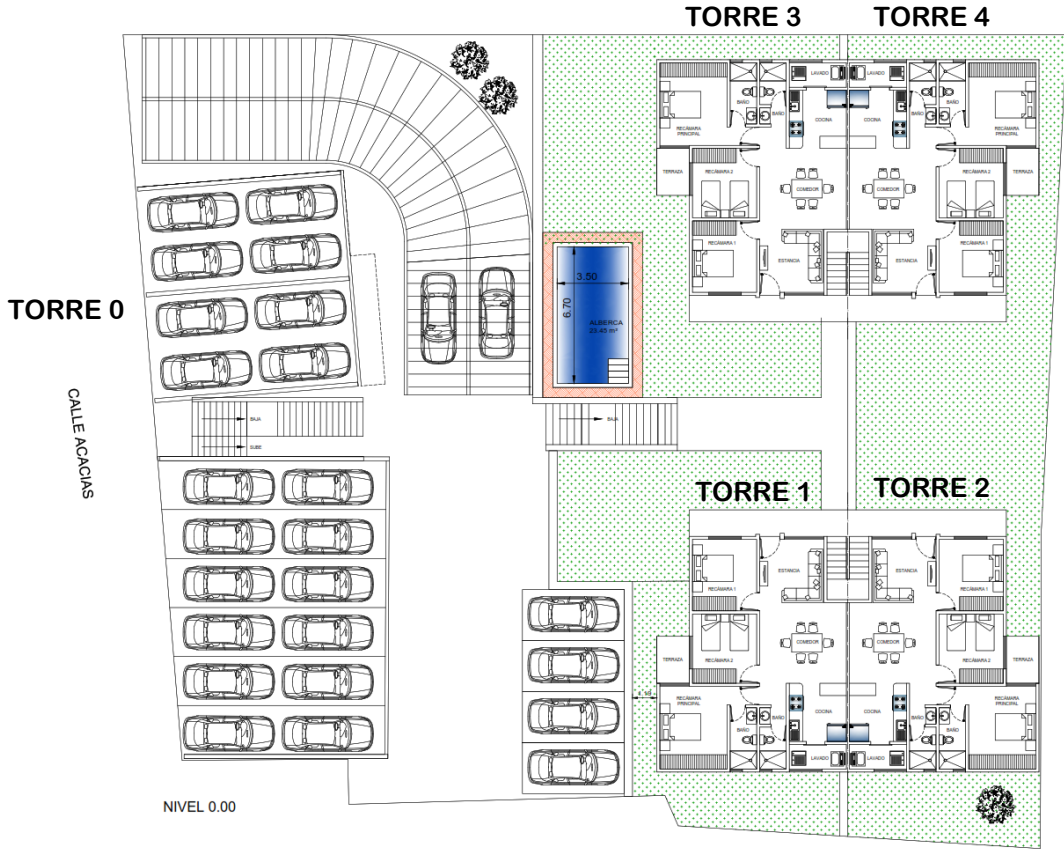 TORRE 3
TORRE 4
LAVADO
LAVADO
BAÑO
BAÑO
COCINA
COCINA
RECÁMARA
PRINCIPAL
RECÁMARA
PRINCIPAL
TERRAZA
RECÁMARA 2
COMEDOR
COMEDOR
RECÁMARA 2
TERRAZA
RECÁMARA 1
ESTANCIA
ESTANCIA
RECÁMARA 1
3.50
6.70
ALBERCA
23.45 m²
TORRE 0
CALLE ACACIAS
BAJA
SUBE
BAJA
TORRE 1
TORRE 2
ESTANCIA
ESTANCIA
RECÁMARA 1
RECÁMARA 1
COMEDOR
COMEDOR
TERRAZA
RECÁMARA 2
RECÁMARA 2
TERRAZA
RECÁMARA
PRINCIPAL
RECÁMARA
PRINCIPAL
COCINA
COCINA
BAÑO
BAÑO
LAVADO
LAVADO
NIVEL 0.00